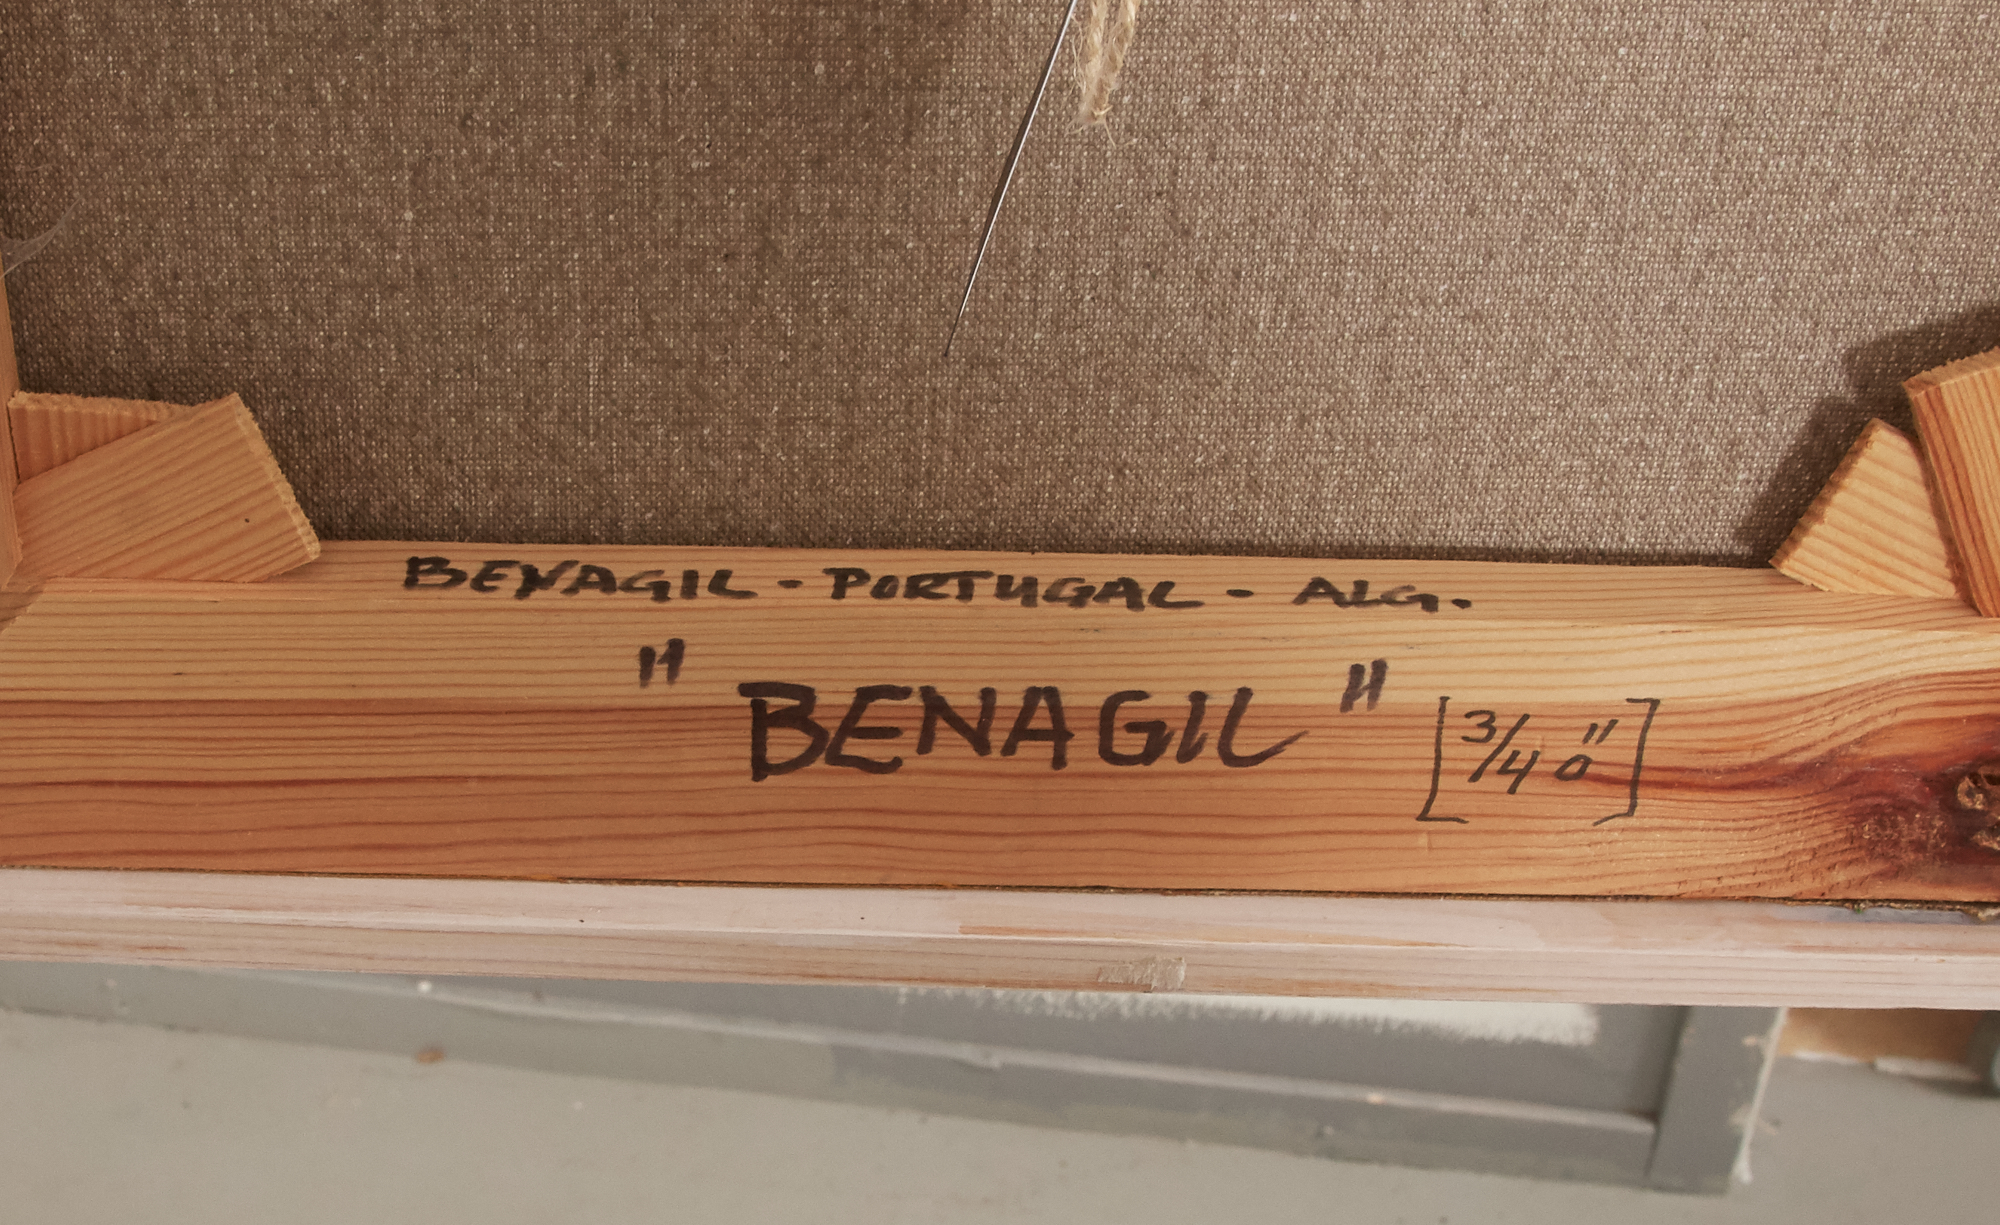 BENAGIL - PORTUGAL - ALG.
" BENAGIL " [3/40"]